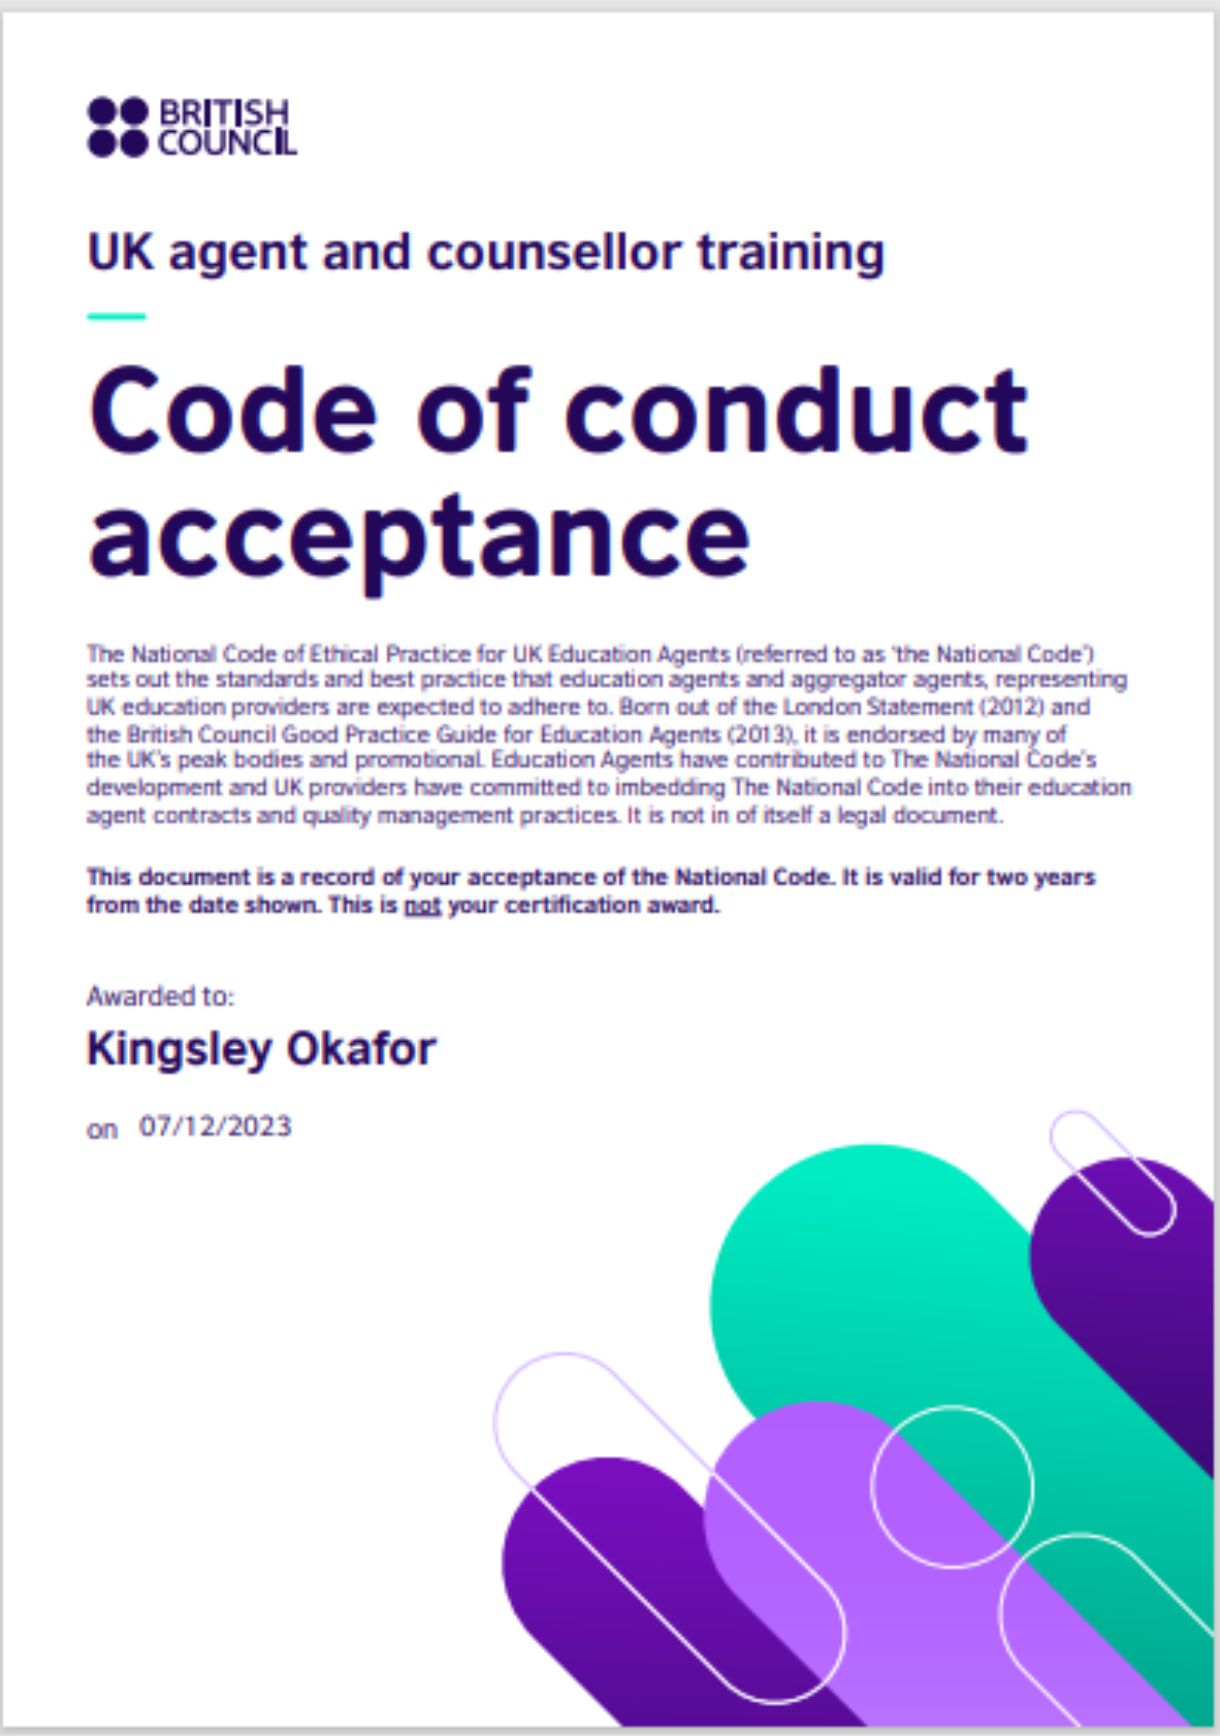 BRITISH
COUNCIL
UK agent and counsellor training
Code of conduct
acceptance
The National Code of Ethical Practice for UK Education Agents (referred to as 'the National Code')
sets out the standards and best practice that education agents and aggregator agents, representing
UK education providers are expected to adhere to. Born out of the London Statement (2012) and
the British Council Good Practice Guide for Education Agents (2013), it is endorsed by many of
the UK's peak bodies and promotional. Education Agents have contributed to The National Code's
development and UK providers have committed to imbedding The National Code into their education
agent contracts and quality management practices. It is not in of itself a legal document.
This document is a record of your acceptance of the National Code. It is valid for two years
from the date shown. This is not your certification award.
Awarded to:
Kingsley Okafor
on 07/12/2023